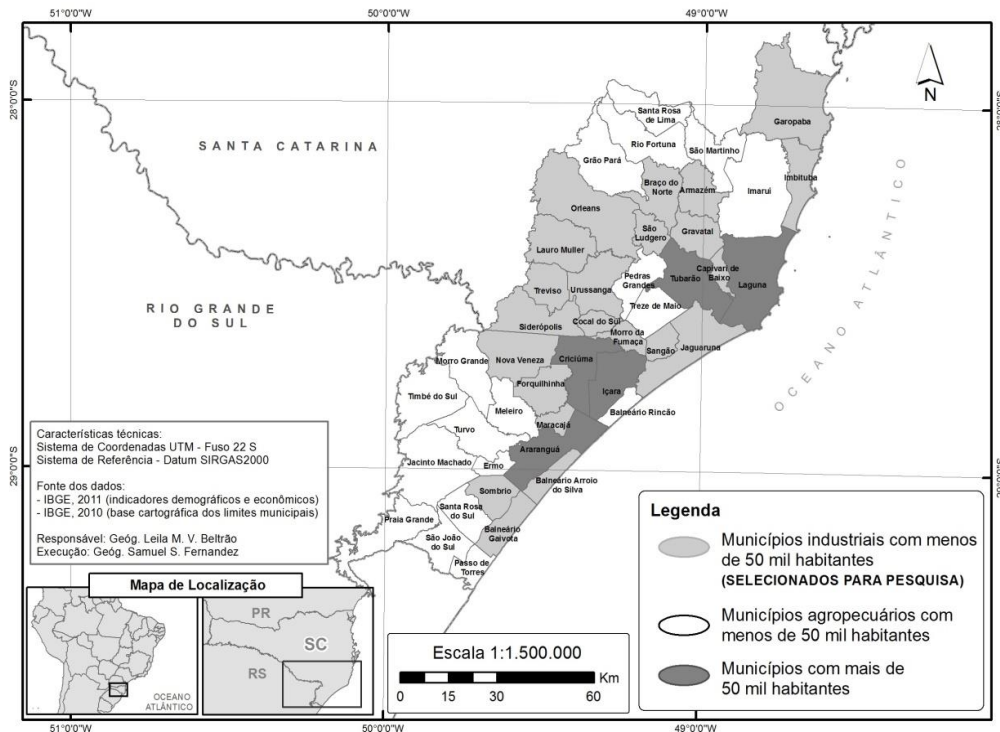 51°0'0"W
50°0'0"W
49°0'0"W
28°0'0"S
28°0'0"S
N
SANTA CATARINA
RIO GRANDE
DO SUL
OCEANO ATLÂNTICO
Garopaba
Santa Rosa
de Lima
Rio Fortuna
São Martinho
Grão Pará
Imbituba
Braço do
Norte
Armazém
Imaruí
Orleans
São
Ludgero
Gravatal
Lauro Muller
Pedras
Grandes
Tubarão
Capivari de
Baixo
Laguna
Treviso
Urussanga
Treze de Maio
Siderópolis
Cocal do Sul
Morro da
Fumaça
Sangão
Jaguaruna
Morro Grande
Nova Veneza
Criciúma
Forquilhinha
Içara
Timbé do Sul
Meleiro
Balneário Rincão
Maracajá
Turvo
Araranguá
Jacinto Machado
Ermo
Balneário Arroio
do Silva
Sombrio
Santa Rosa
do Sul
Praia Grande
Balneário
Gaivota
São João
do Sul
Passo de
Torres
29°0'0"S
29°0'0"S
Características técnicas:
Sistema de Coordenadas UTM - Fuso 22 S
Sistema de Referência - Datum SIRGAS2000
Fonte dos dados:
- IBGE, 2011 (indicadores demográficos e econômicos)
- IBGE, 2010 (base cartográfica dos limites municipais)
Responsável: Geóg. Leila M. V. Beltrão
Execução: Geóg. Samuel S. Fernandez
Mapa de Localização
OCEANO
ATLÂNTICO
PR
SC
RS
Escala 1:1.500.000
0 15 30 60 Km
Legenda
Municípios industriais com menos
de 50 mil habitantes
(SELECIONADOS PARA PESQUISA)
Municípios agropecuários com
menos de 50 mil habitantes
Municípios com mais de
50 mil habitantes
51°0'0"W
50°0'0"W
49°0'0"W